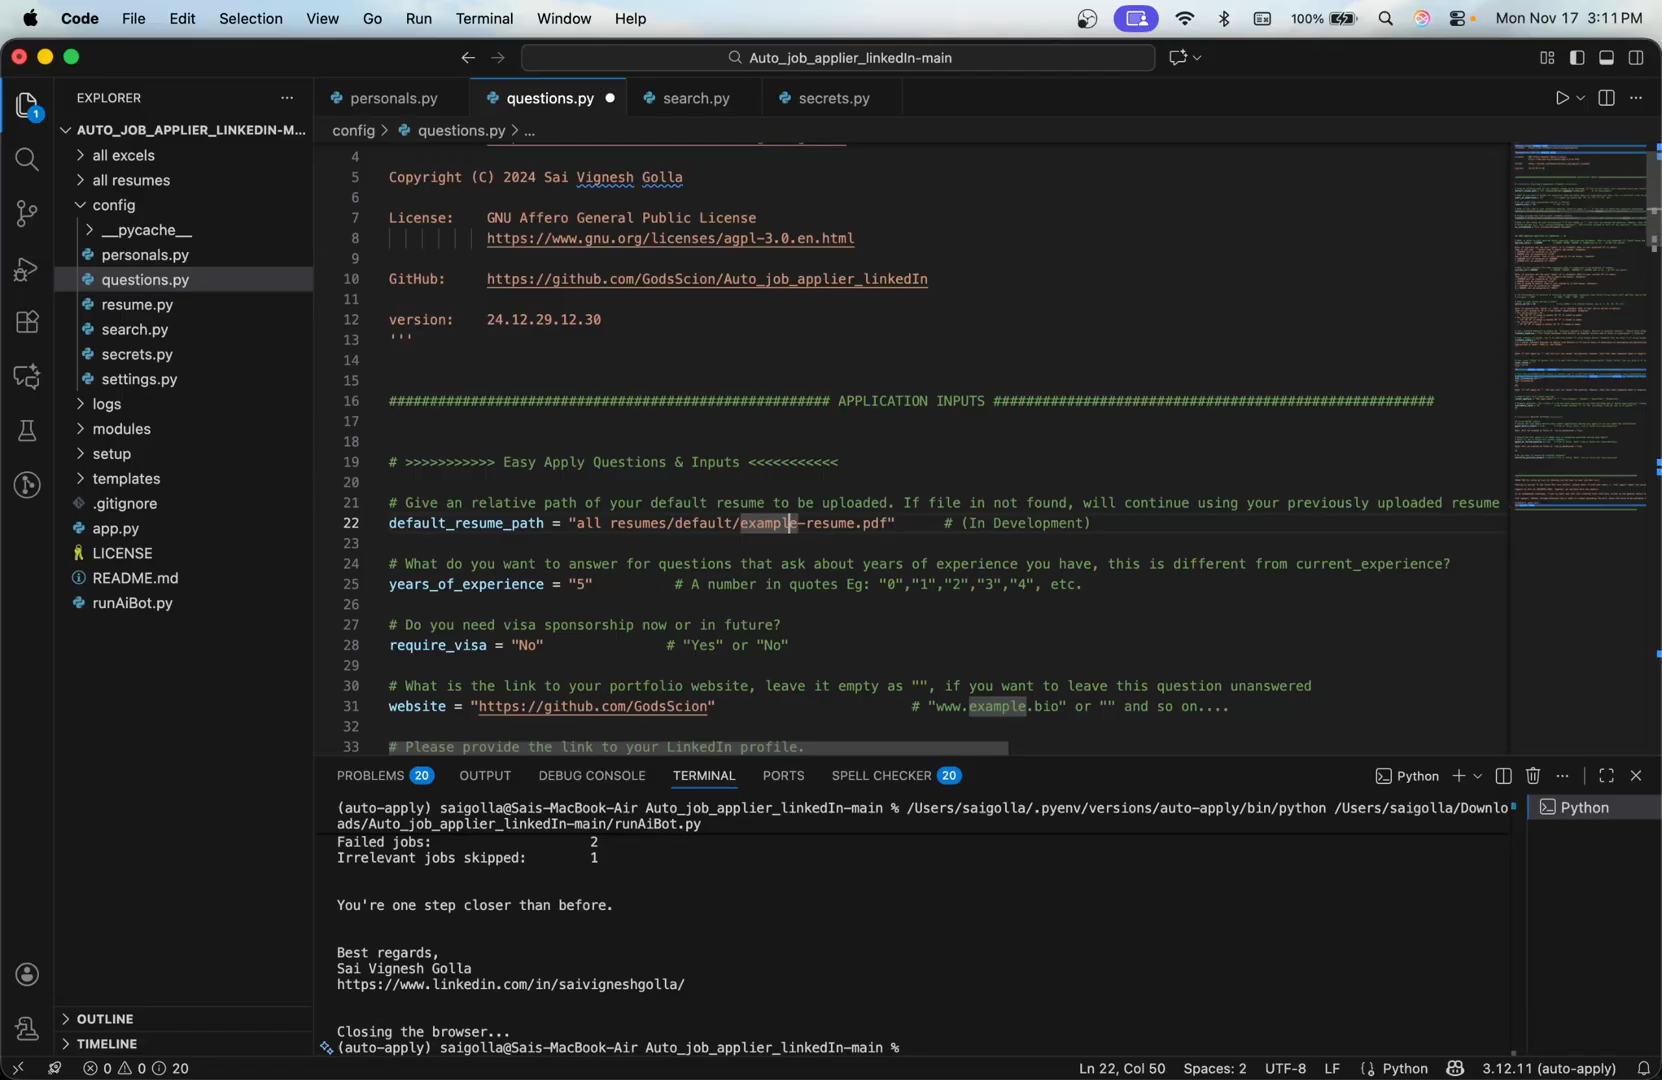 Code File Edit Selection View Go Run Terminal Window Help 100% Mon Nov 17 3:11 PM
Auto_job_applier_linkedIn-main
EXPLORER
personals.py questions.py search.py secrets.py
AUTO_JOB_APPLIER_LINKEDIN-M...
config > questions.py > ...
all excels
all resumes
config
__pycache__
personals.py
questions.py
resume.py
search.py
secrets.py
settings.py
logs
modules
setup
templates
.gitignore
app.py
LICENSE
README.md
runAiBot.py
OUTLINE
TIMELINE
1
4
5 Copyright (C) 2024 Sai Vignesh Golla
6
7 License: GNU Affero General Public License
8 https://www.gnu.org/licenses/agpl-3.0.en.html
9
10 GitHub: https://github.com/GodsScion/Auto_job_applier_linkedIn
11
12 version: 24.12.29.12.30
13 '''
14
15
16 ###################################################### APPLICATION INPUTS ######################################################
17
18
19 # >>>>>>>>>>> Easy Apply Questions & Inputs <<<<<<<<<<<
20
21 # Give an relative path of your default resume to be uploaded. If file in not found, will continue using your previously uploaded resume
22 default_resume_path = "all resumes/default/example-resume.pdf" # (In Development)
23
24 # What do you want to answer for questions that ask about years of experience you have, this is different from current_experience?
25 years_of_experience = "5" # A number in quotes Eg: "0","1","2","3","4", etc.
26
27 # Do you need visa sponsorship now or in future?
28 require_visa = "No" # "Yes" or "No"
29
30 # What is the link to your portfolio website, leave it empty as "", if you want to leave this question unanswered
31 website = "https://github.com/GodsScion" # "www.example.bio" or "" and so on....
32
33 # Please provide the link to your LinkedIn profile.
PROBLEMS 20 OUTPUT DEBUG CONSOLE TERMINAL PORTS SPELL CHECKER 20 Python
(auto-apply) saigolla@Sais-MacBook-Air Auto_job_applier_linkedIn-main % /Users/saigolla/.pyenv/versions/auto-apply/bin/python /Users/saigolla/Downlo
ads/Auto_job_applier_linkedIn-main/runAiBot.py
Python
Failed jobs: 2
Irrelevant jobs skipped: 1
You're one step closer than before.
Best regards,
Sai Vignesh Golla
https://www.linkedin.com/in/saivigneshgolla/
Closing the browser...
(auto-apply) saigolla@Sais-MacBook-Air Auto_job_applier_linkedIn-main %
0 0 20 Ln 22, Col 50 Spaces: 2 UTF-8 LF Python 3.12.11 (auto-apply)